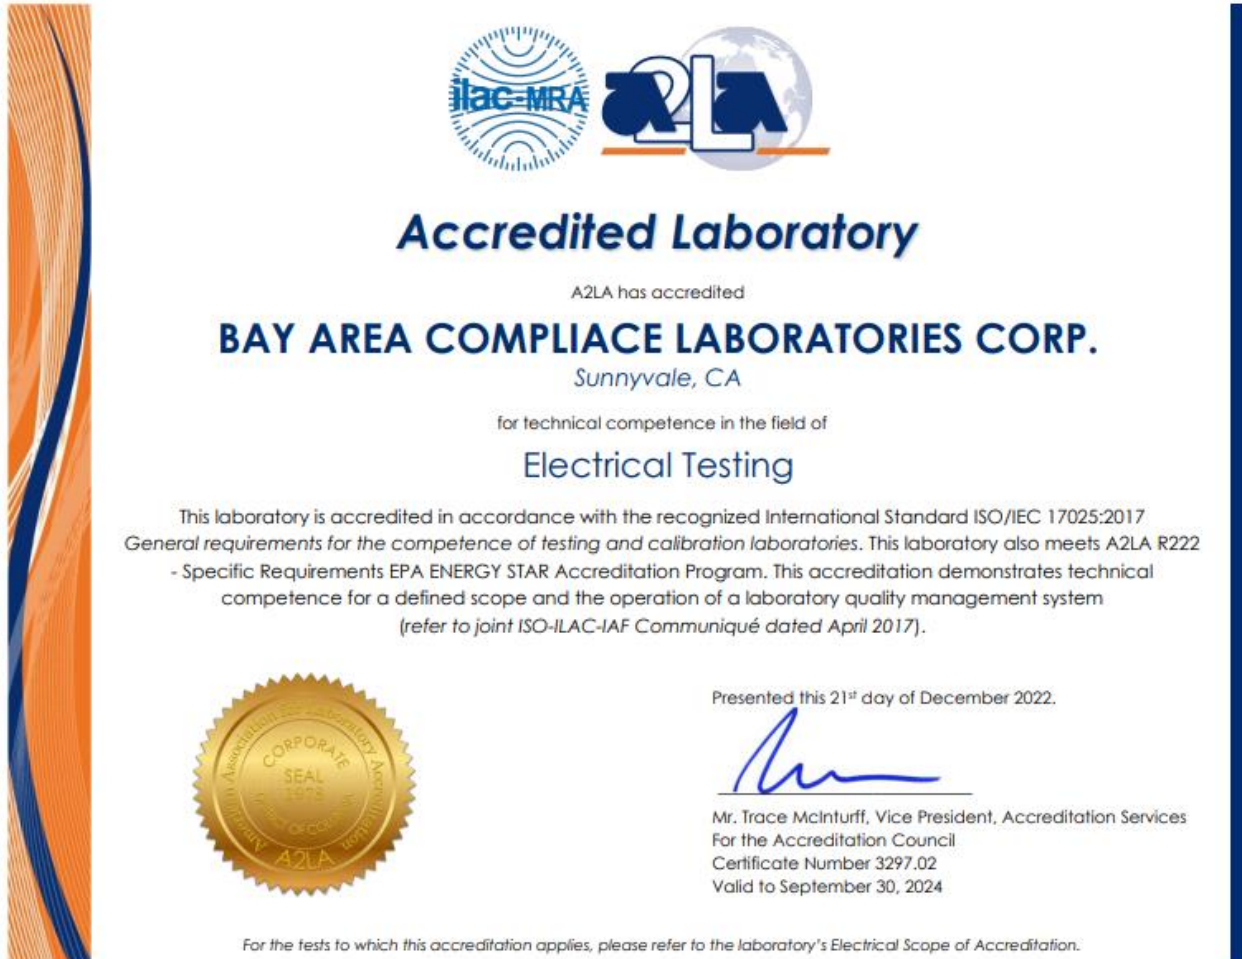 ilac-MRA
A2LA
Accredited Laboratory
A2LA has accredited
BAY AREA COMPLIACE LABORATORIES CORP.
Sunnyvale, CA
for technical competence in the field of
Electrical Testing
This laboratory is accredited in accordance with the recognized International Standard ISO/IEC 17025:2017
General requirements for the competence of testing and calibration laboratories. This laboratory also meets A2LA R222
- Specific Requirements EPA ENERGY STAR Accreditation Program. This accreditation demonstrates technical
competence for a defined scope and the operation of a laboratory quality management system
(refer to joint ISO-ILAC-IAF Communiqué dated April 2017).
American Association for Laboratory Accreditation
CORPORATE
SEAL
1978
OF
A2LA
Presented this 21st day of December 2022.
Mr. Trace McInturff, Vice President, Accreditation Services
For the Accreditation Council
Certificate Number 3297.02
Valid to September 30, 2024
For the tests to which this accreditation applies, please refer to the laboratory's Electrical Scope of Accreditation.